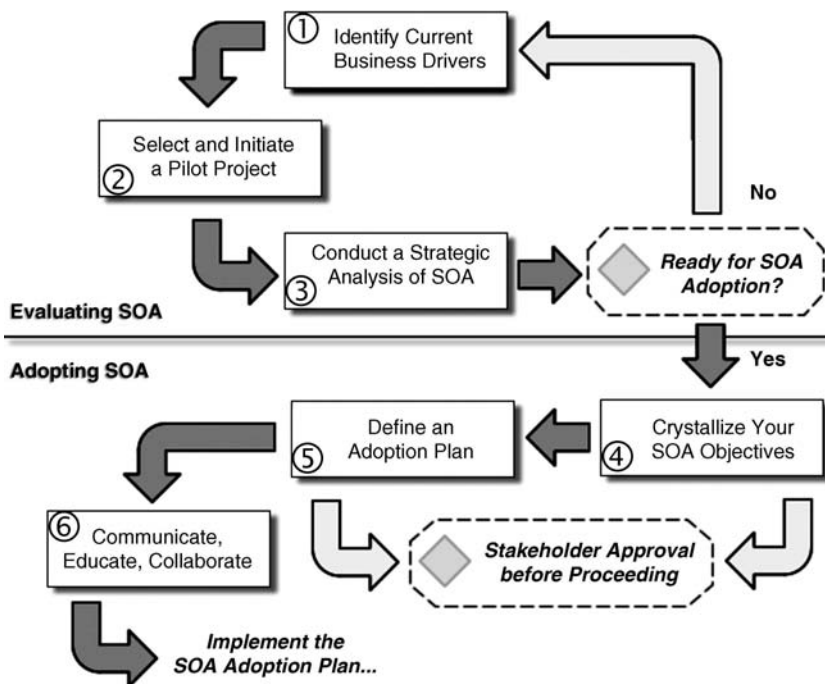 ①
Identify Current
Business Drivers
Select and Initiate
a Pilot Project
②
No
Conduct a Strategic
Analysis of SOA
③
Ready for SOA
Adoption?
Evaluating SOA
Yes
Adopting SOA
Define an
Adoption Plan
⑤
Crystallize Your
SOA Objectives
④
⑥
Communicate,
Educate, Collaborate
Stakeholder Approval
before Proceeding
Implement the
SOA Adoption Plan...